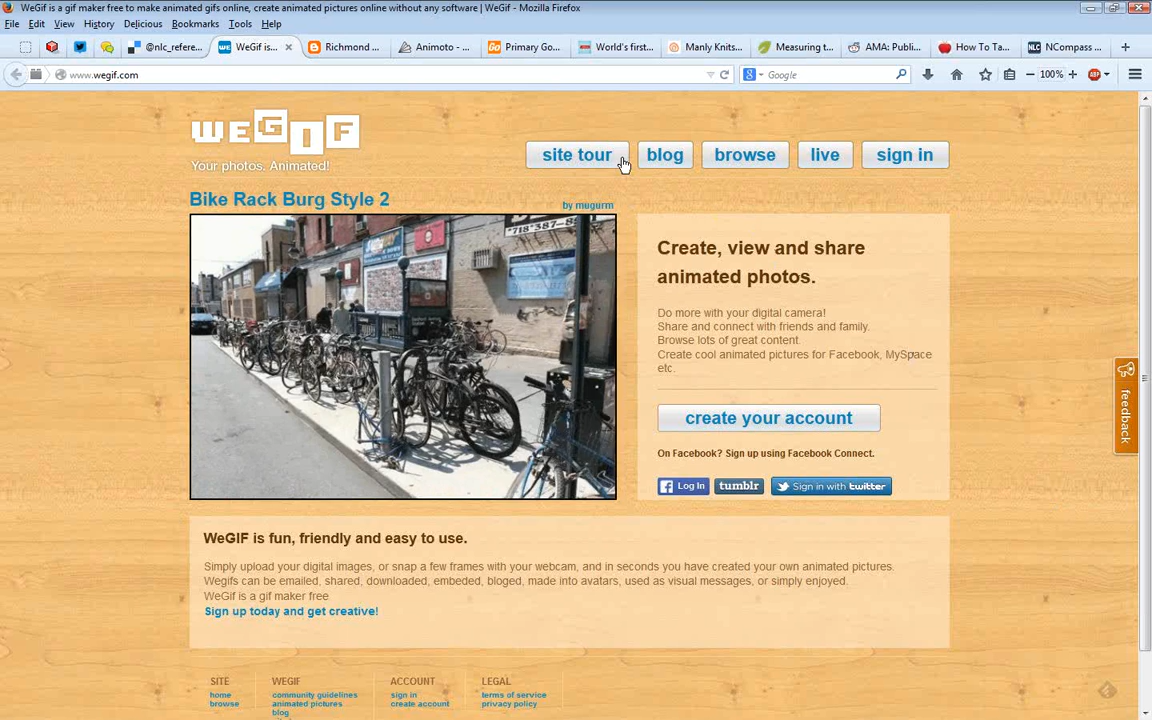 WeGif is a gif maker free to make animated gifs online, create animated pictures online without any software | WeGif - Mozilla Firefox
File Edit View History Delicious Bookmarks Tools Help
@nlc_refere...
WeGif is...
Richmond ...
Animoto - ...
Primary Go...
World's first...
Manly Knits...
Measuring t...
AMA: Publi...
How To Ta...
NCompass ...
www.wegif.com
Google
100%
WEGIF
Your photos. Animated!
site tour
blog
browse
live
sign in
Bike Rack Burg Style 2
by mugurm
Create, view and share
animated photos.
Do more with your digital camera!
Share and connect with friends and family.
Browse lots of great content.
Create cool animated pictures for Facebook, MySpace
etc.
create your account
On Facebook? Sign up using Facebook Connect.
Log In
tumblr
Sign in with twitter
feedback
WeGIF is fun, friendly and easy to use.
Simply upload your digital images, or snap a few frames with your webcam, and in seconds you have created your own animated pictures.
Wegifs can be emailed, shared, downloaded, embeded, bloged, made into avatars, used as visual messages, or simply enjoyed.
WeGif is a gif maker free
Sign up today and get creative!
SITE
home
browse
WEGIF
community guidelines
animated pictures
blog
ACCOUNT
sign in
create account
LEGAL
terms of service
privacy policy